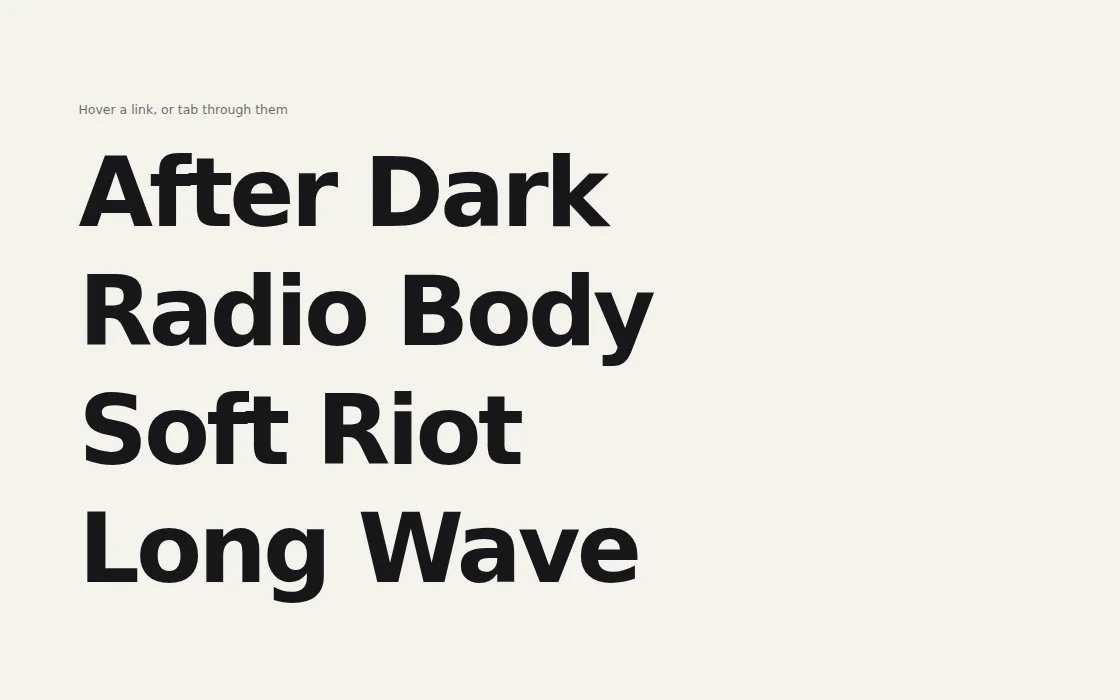 Hover a link, or tab through them
After Dark
Radio Body
Soft Riot
Long Wave